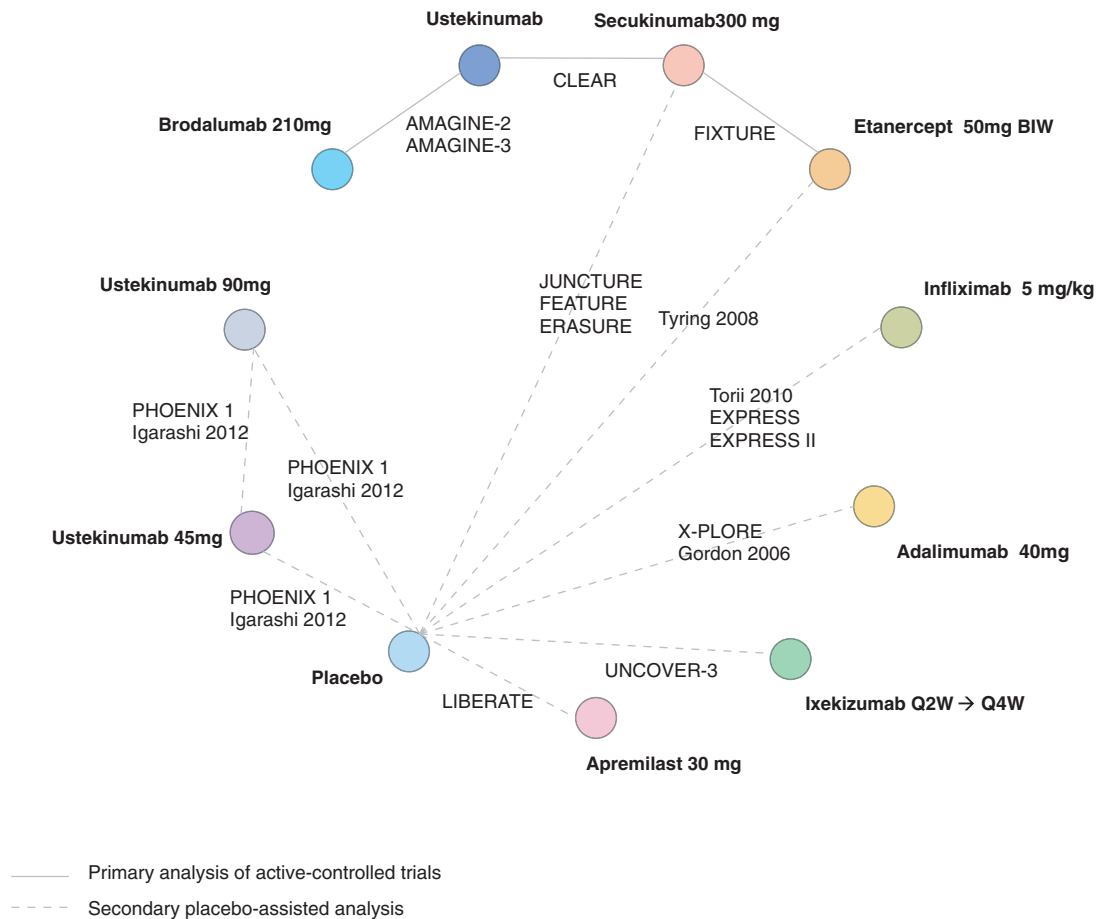 Ustekinumab
Secukinumab300 mg
CLEAR
Brodalumab 210mg
AMAGINE-2
AMAGINE-3
FIXTURE
Etanercept 50mg BIW
Ustekinumab 90mg
JUNCTURE
FEATURE
ERASURE
Tyring 2008
Infliximab 5 mg/kg
PHOENIX 1
Igarashi 2012
Torii 2010
EXPRESS
EXPRESS II
PHOENIX 1
Igarashi 2012
Ustekinumab 45mg
X-PLORE
Gordon 2006
Adalimumab 40mg
PHOENIX 1
Igarashi 2012
Placebo
UNCOVER-3
LIBERATE
Ixekizumab Q2W → Q4W
Apremilast 30 mg
Primary analysis of active-controlled trials
Secondary placebo-assisted analysis